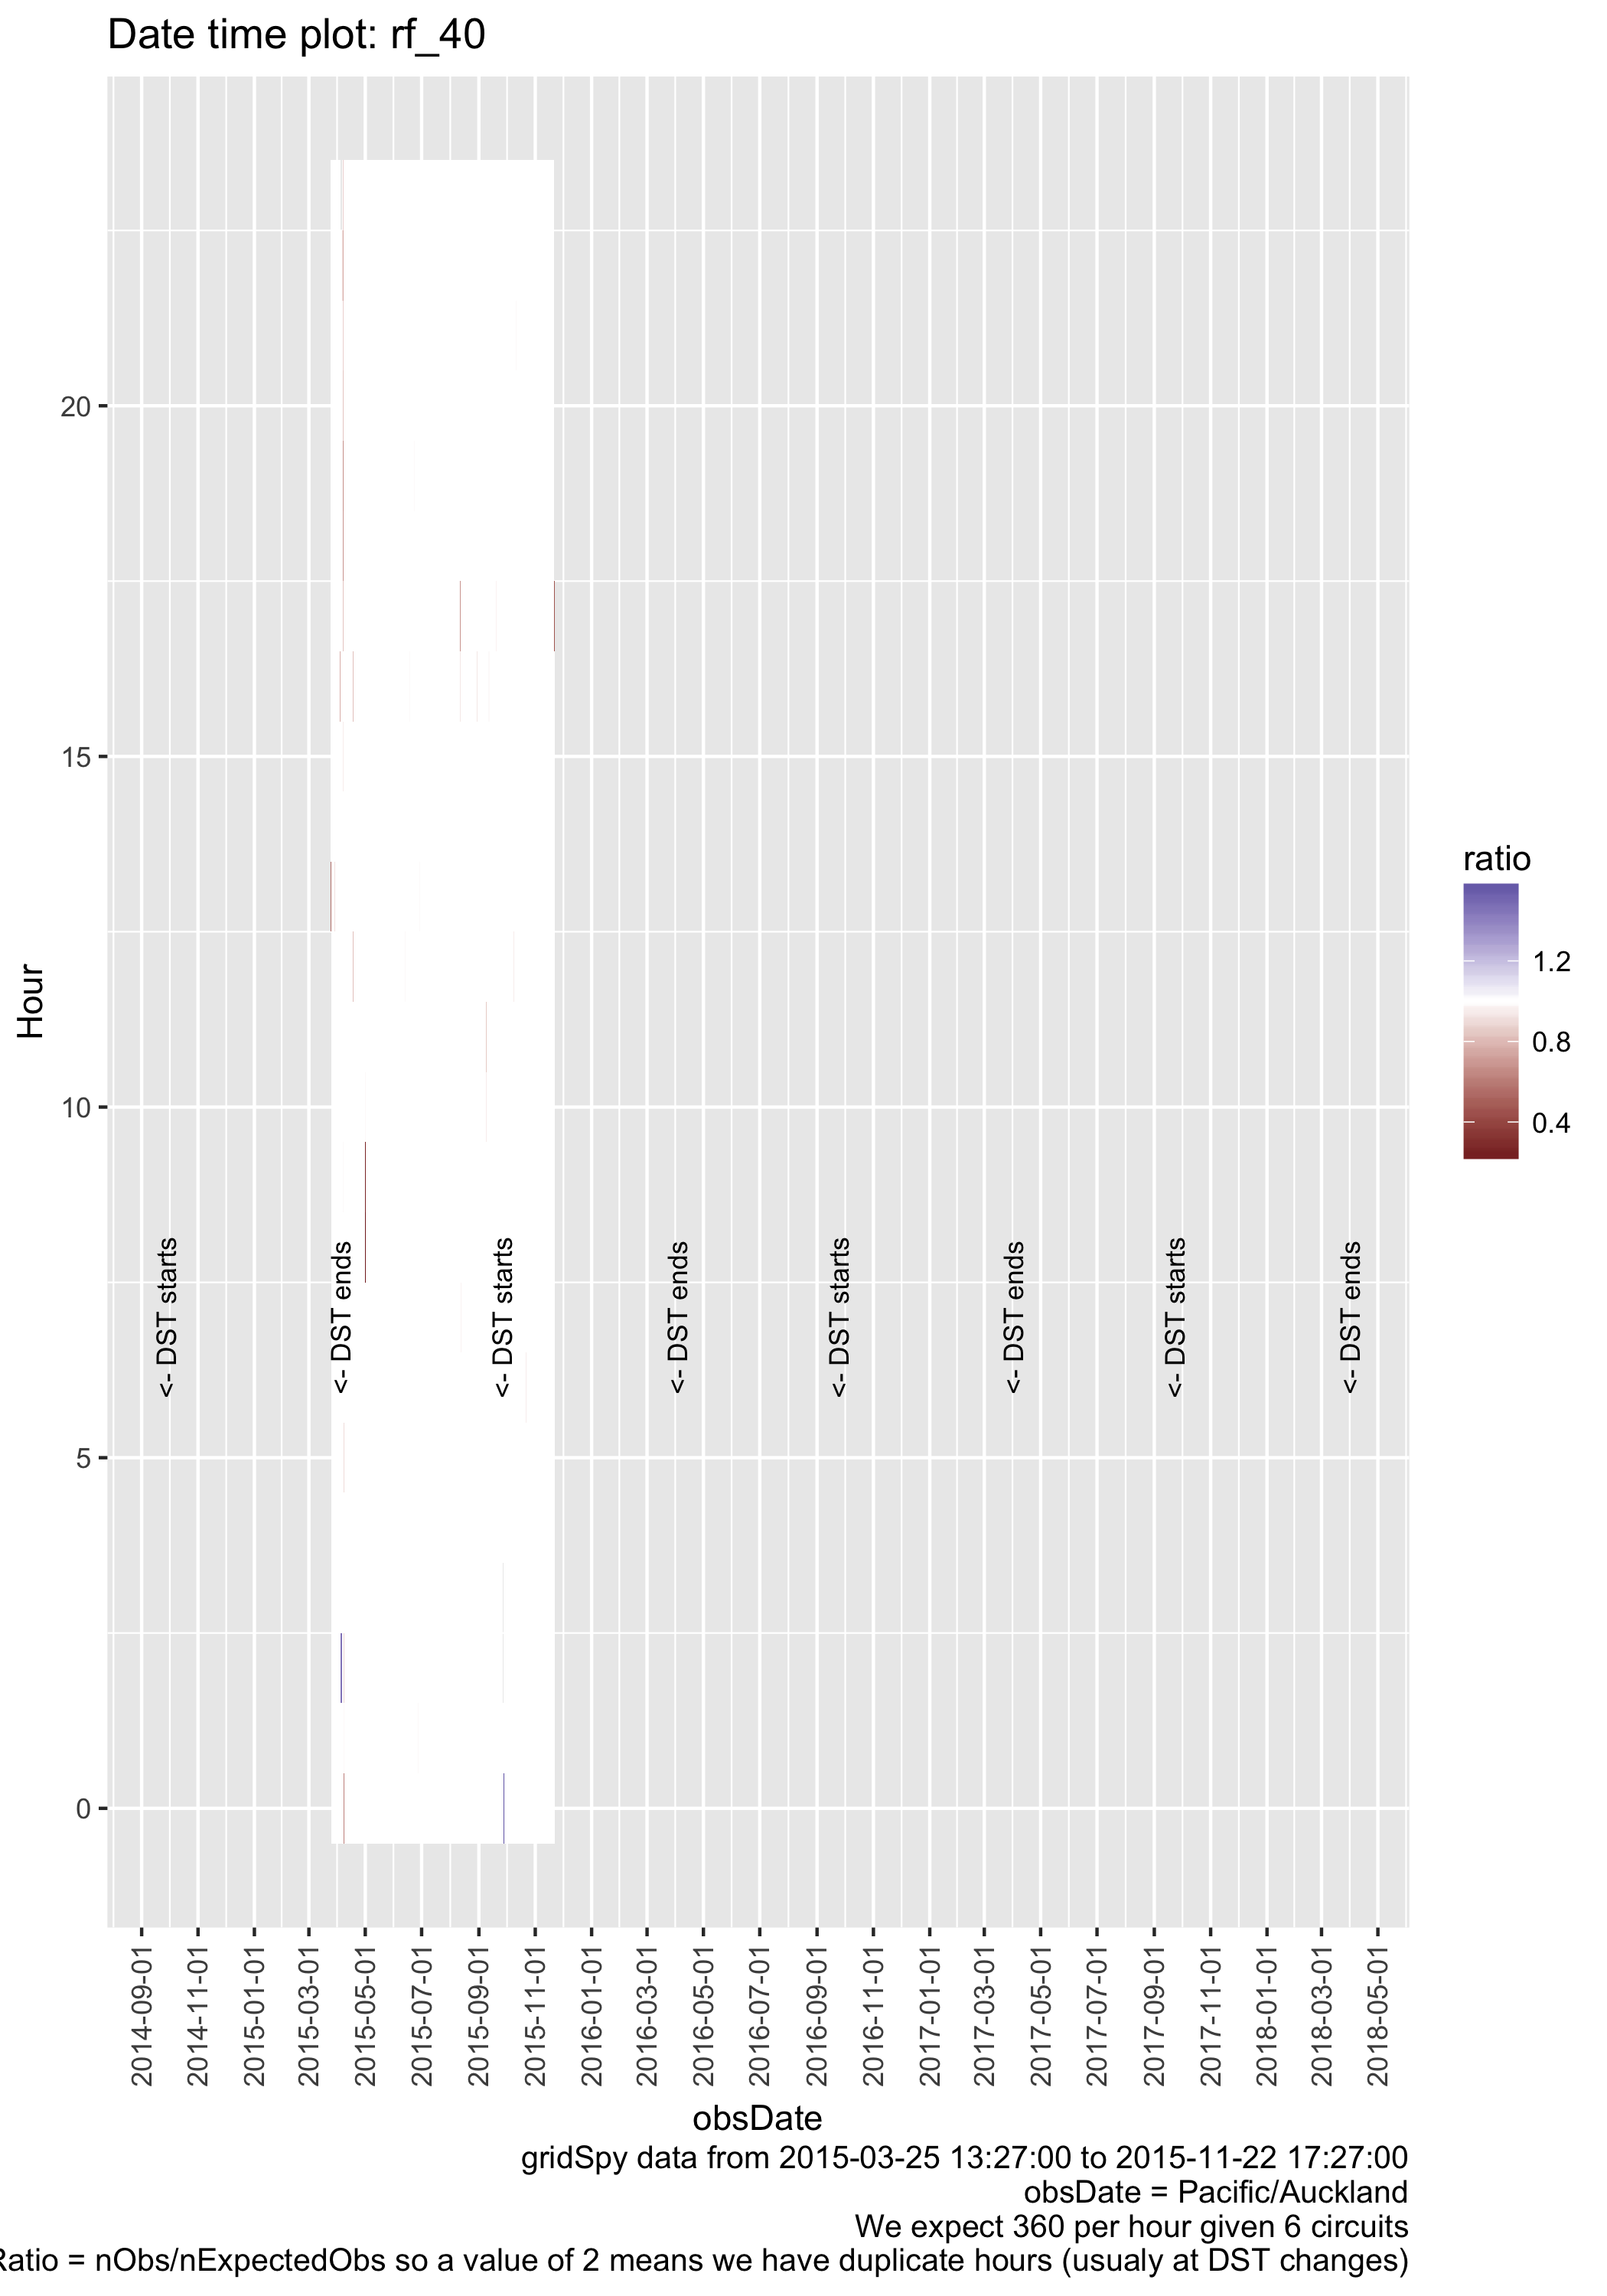 Date time plot: rf_40
20
15
10
5
0
Hour
<- DST starts
<- DST ends
<- DST starts
<- DST ends
<- DST starts
<- DST ends
<- DST starts
<- DST ends
ratio
1.2
0.8
0.4
2014-09-01
2014-11-01
2015-01-01
2015-03-01
2015-05-01
2015-07-01
2015-09-01
2015-11-01
2016-01-01
2016-03-01
2016-05-01
2016-07-01
2016-09-01
2016-11-01
2017-01-01
2017-03-01
2017-05-01
2017-07-01
2017-09-01
2017-11-01
2018-01-01
2018-03-01
2018-05-01
obsDate
gridSpy data from 2015-03-25 13:27:00 to 2015-11-22 17:27:00
obsDate = Pacific/Auckland
We expect 360 per hour given 6 circuits
Ratio = nObs/nExpectedObs so a value of 2 means we have duplicate hours (usualy at DST changes)